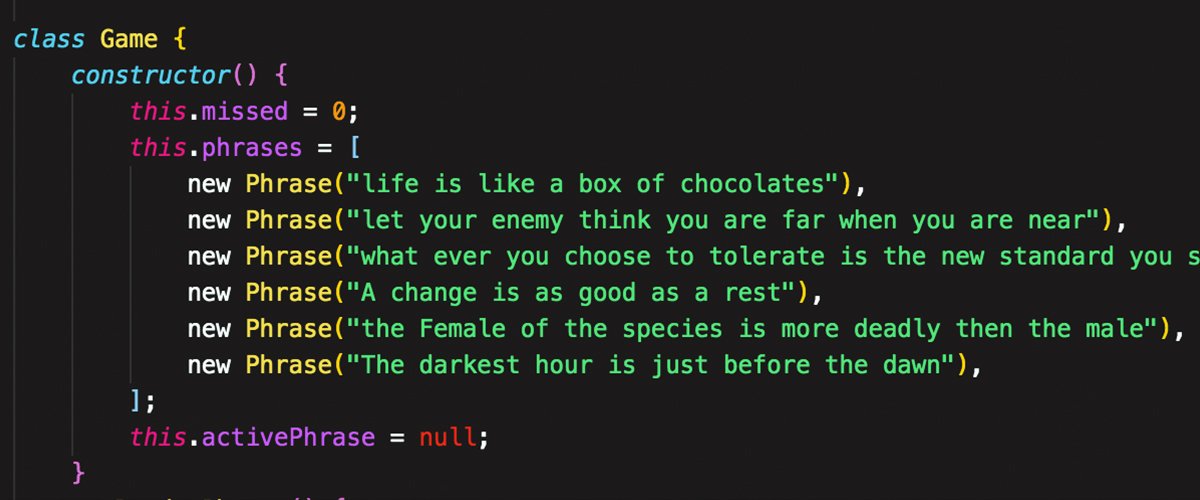 class Game {
    constructor() {
        this.missed = 0;
        this.phrases = [
            new Phrase("life is like a box of chocolates"),
            new Phrase("let your enemy think you are far when you are near"),
            new Phrase("what ever you choose to tolerate is the new standard you
            new Phrase("A change is as good as a rest"),
            new Phrase("the Female of the species is more deadly then the male"),
            new Phrase("The darkest hour is just before the dawn"),
        ];
        this.activePhrase = null;
    }